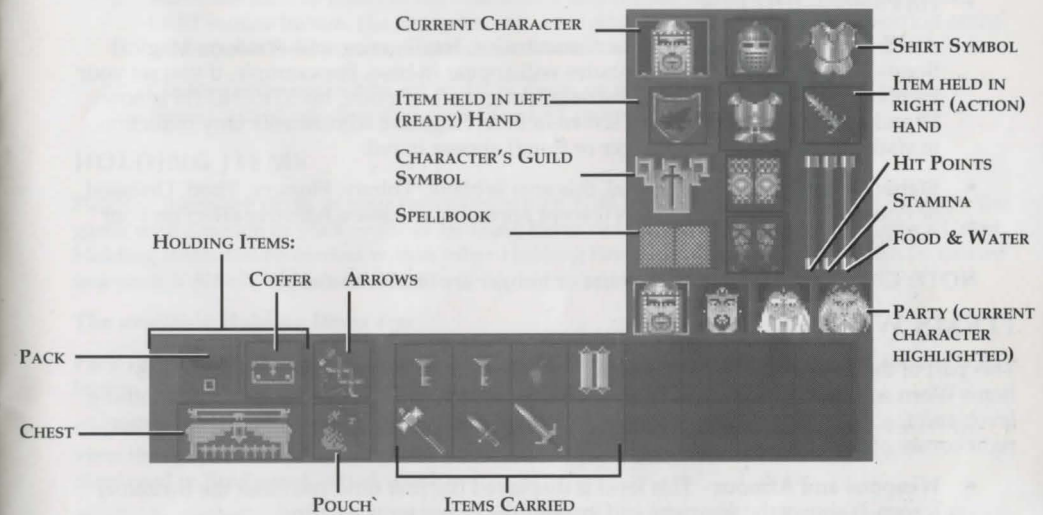 CURRENT CHARACTER
SHIRT SYMBOL
ITEM HELD IN LEFT
(READY) HAND
ITEM HELD IN
RIGHT (ACTION)
HAND
CHARACTER'S GUILD
SYMBOL
HIT POINTS
SPELLBOOK
STAMINA
HOLDING ITEMS:
FOOD & WATER
COFFER
ARROWS
PARTY (CURRENT
CHARACTER
HIGHLIGHTED)
PACK
CHEST
POUCH`
ITEMS CARRIED